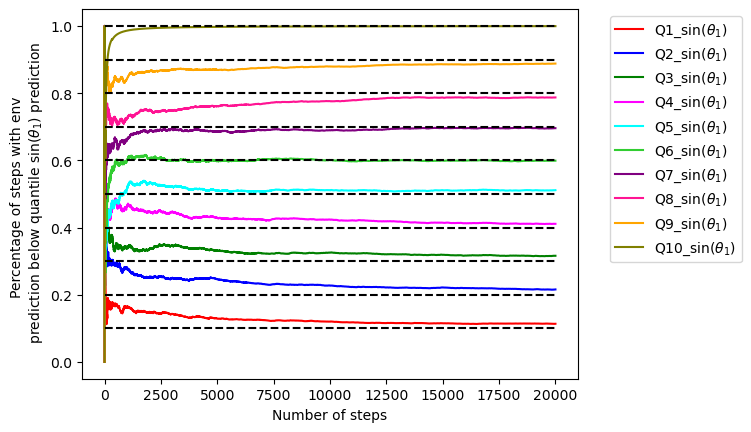 Percentage of steps with env
prediction below quantile sin(θ₁) prediction
1.0
0.8
0.6
0.4
0.2
0.0
0 2500 5000 7500 10000 12500 15000 17500 20000
Number of steps
Q1_sin(θ₁)
Q2_sin(θ₁)
Q3_sin(θ₁)
Q4_sin(θ₁)
Q5_sin(θ₁)
Q6_sin(θ₁)
Q7_sin(θ₁)
Q8_sin(θ₁)
Q9_sin(θ₁)
Q10_sin(θ₁)